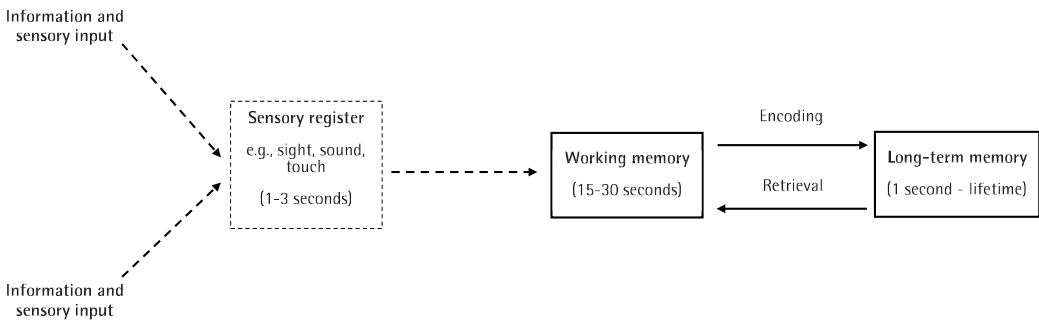 Information and
sensory input
Sensory register
e.g., sight, sound,
touch
(1-3 seconds)
Working memory
(15-30 seconds)
Encoding
Retrieval
Long-term memory
(1 second - lifetime)
Information and
sensory input